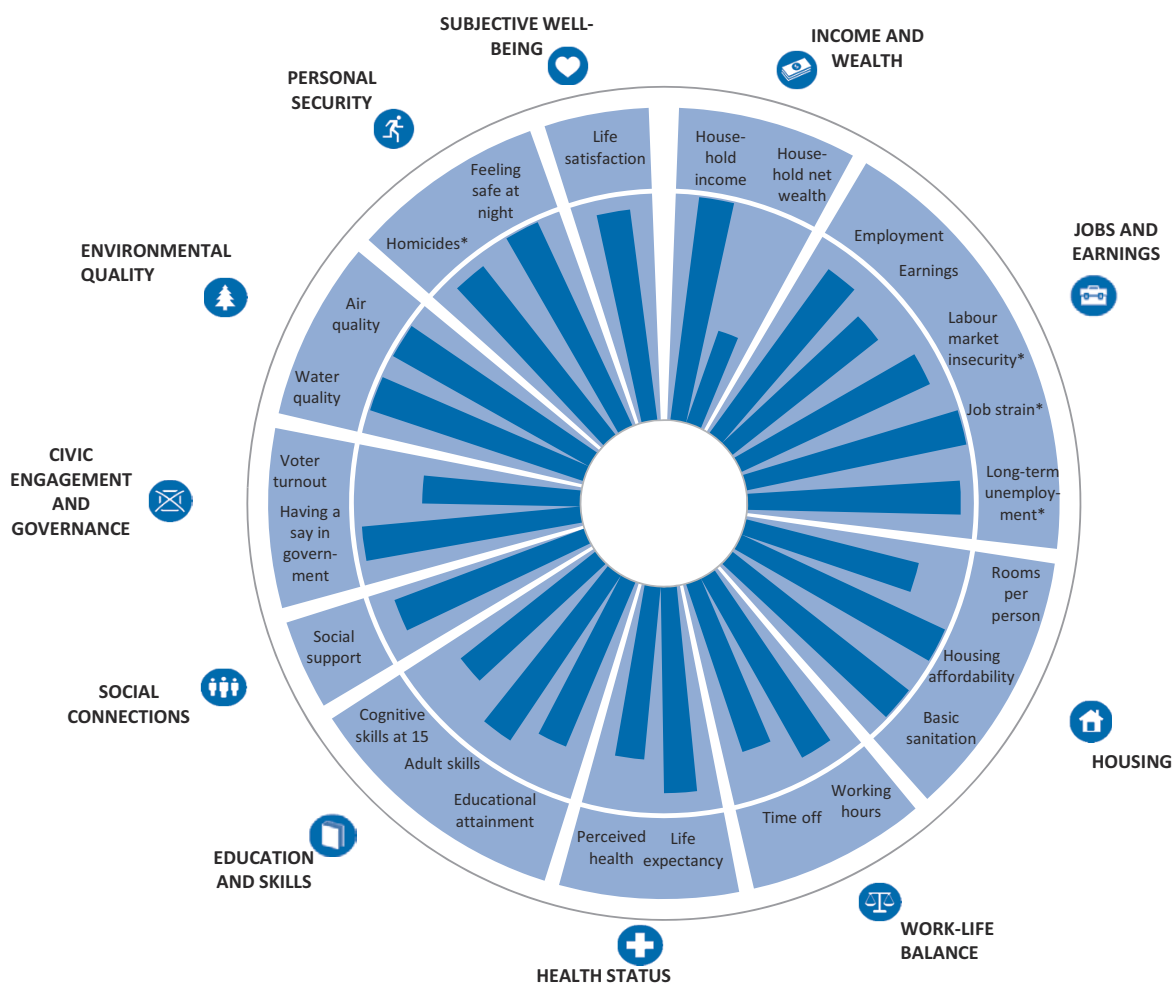 SUBJECTIVE WELL-
BEING
INCOME AND
WEALTH
PERSONAL
SECURITY
JOBS AND
EARNINGS
ENVIRONMENTAL
QUALITY
CIVIC
ENGAGEMENT
AND
GOVERNANCE
SOCIAL
CONNECTIONS
EDUCATION
AND SKILLS
HEALTH STATUS
WORK-LIFE
BALANCE
HOUSING
Life
satisfaction
House-
hold
income
House-
hold net
wealth
Employment
Earnings
Labour
market
insecurity*
Job strain*
Long-term
unemploy-
ment*
Rooms
per
person
Housing
affordability
Basic
sanitation
Working
hours
Time off
Life
expectancy
Perceived
health
Educational
attainment
Adult skills
Cognitive
skills at 15
Social
support
Having a
say in
govern-
ment
Voter
turnout
Water
quality
Air
quality
Homicides*
Feeling
safe at
night